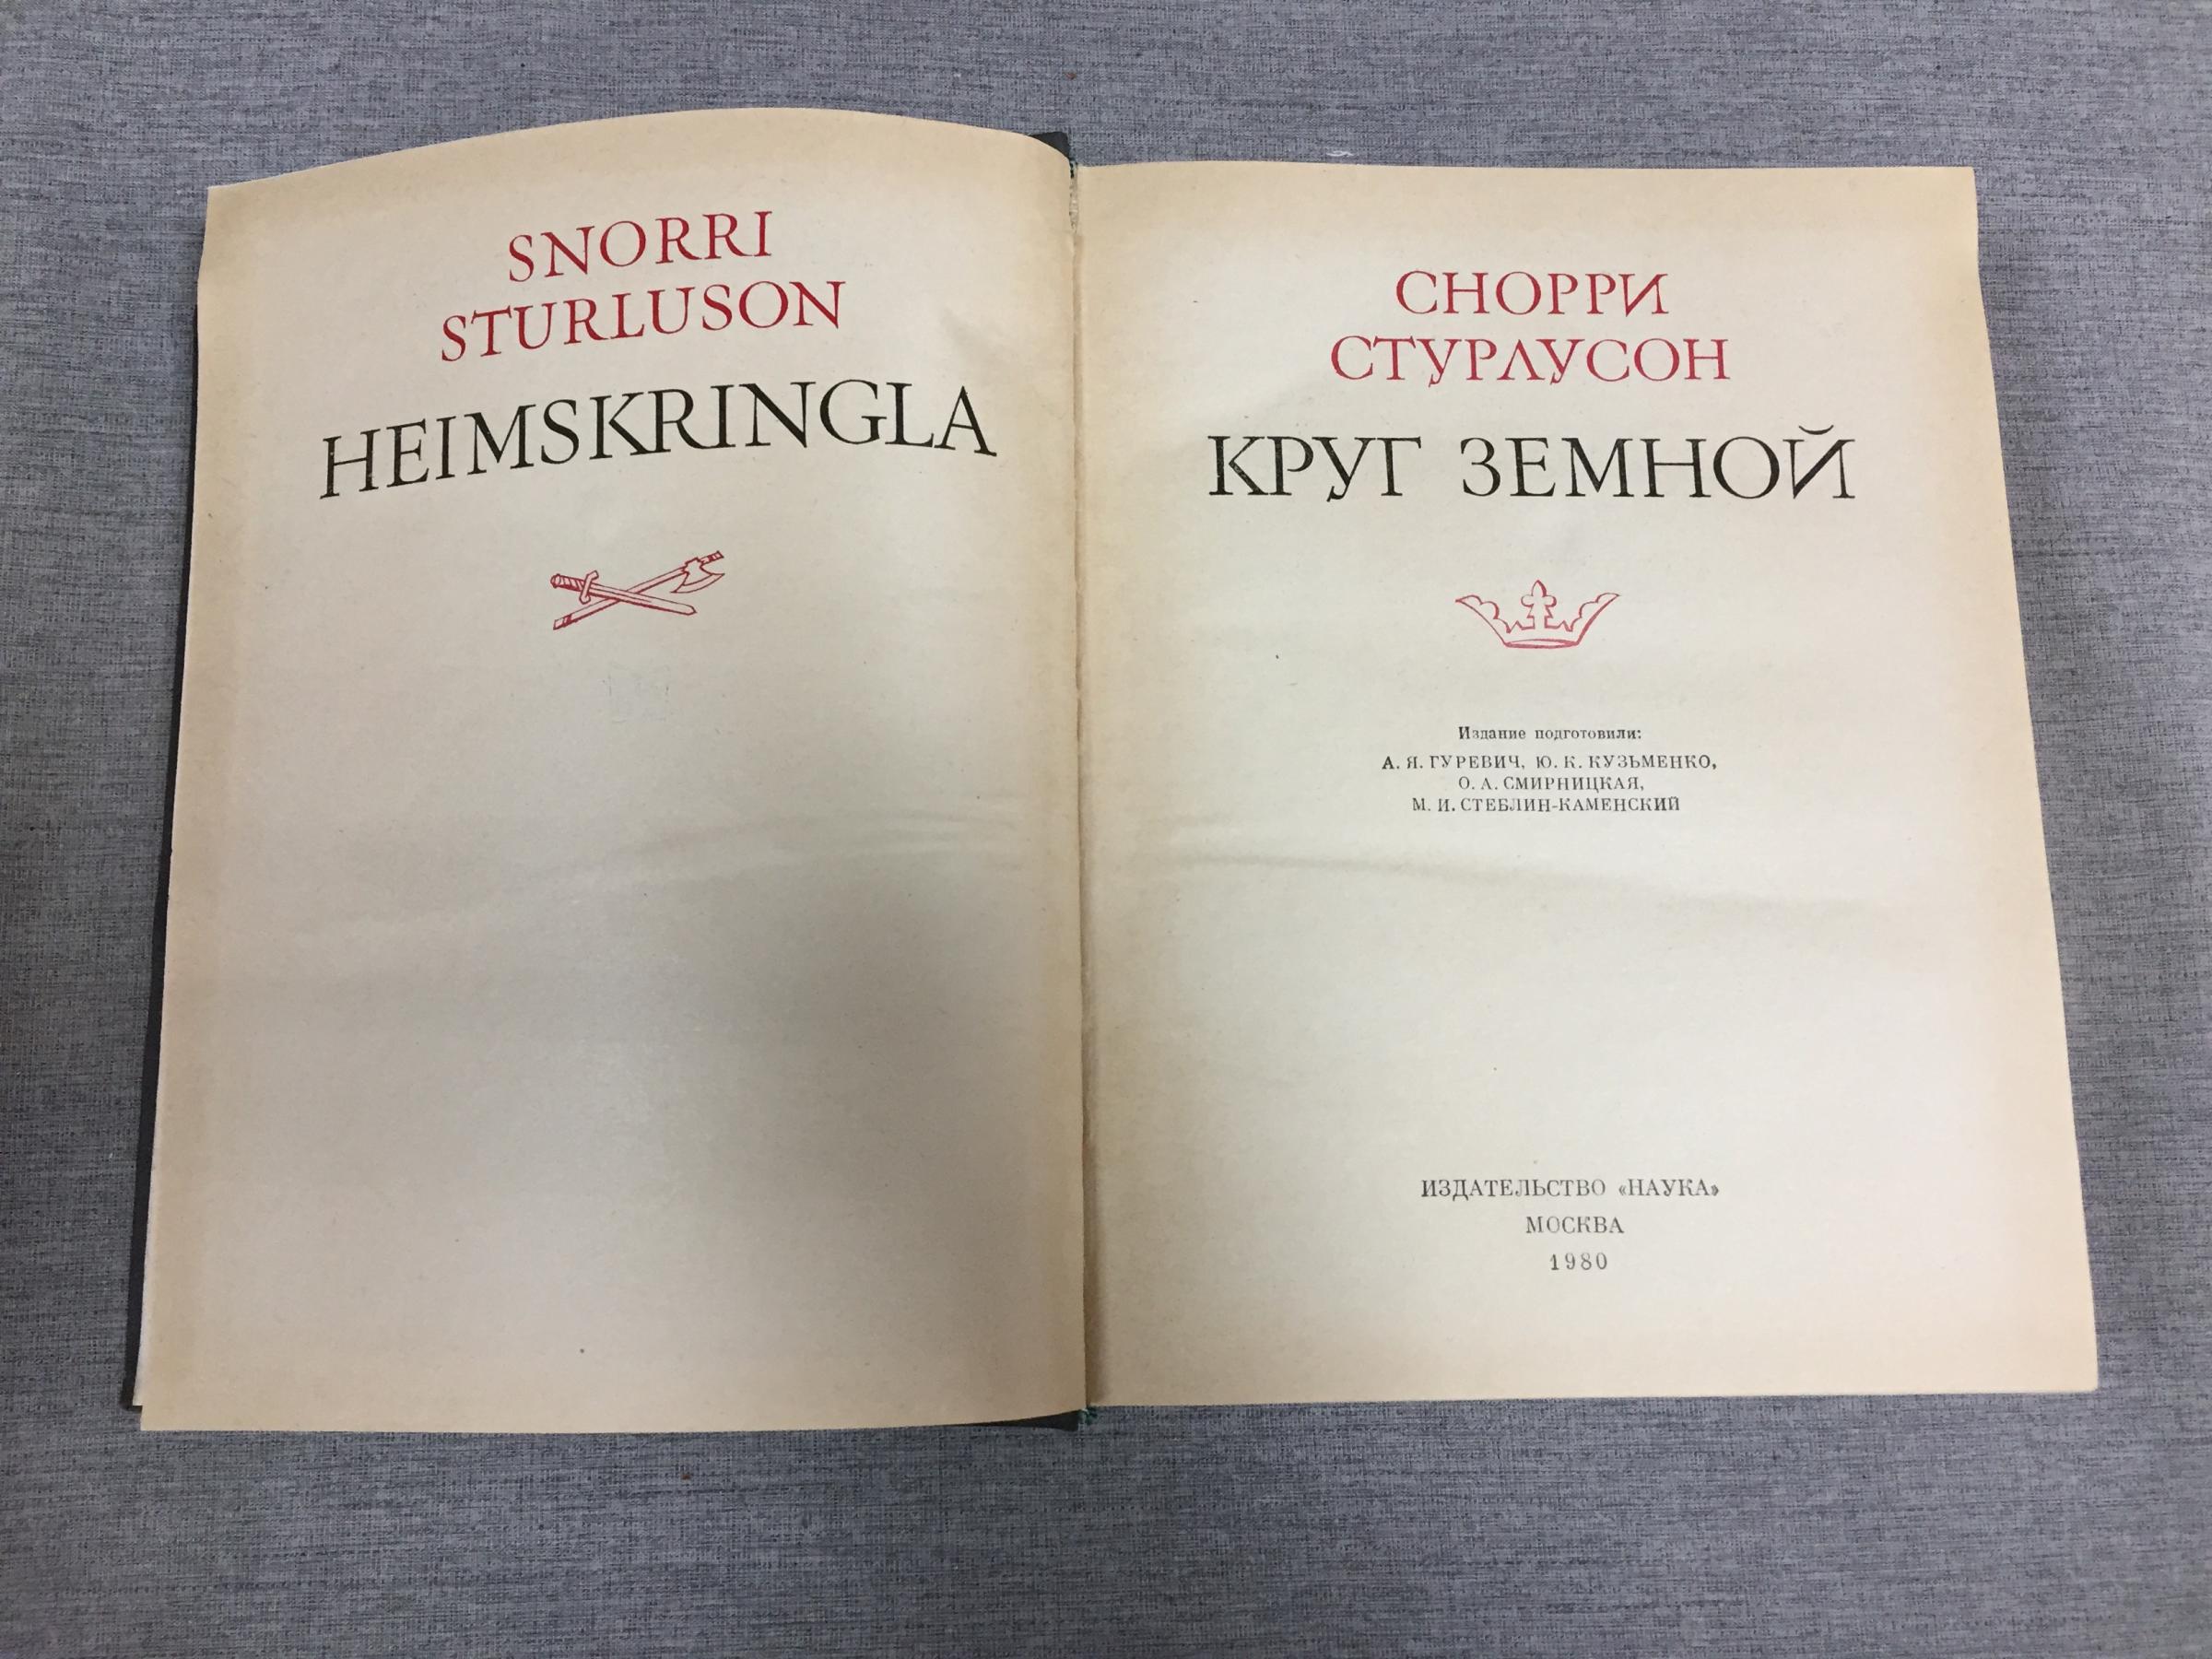 SNORRI
STURLUSON
HEIMSKRINGLA
СНОРРИ
СТУРЛУСОН
КРУГ ЗЕМНОЙ
Издание подготовили:
А. Я. ГУРЕВИЧ, Ю. К. КУЗЬМЕНКО,
О. А. СМИРНИЦКАЯ,
М. И. СТЕБЛИН-КАМЕНСКИЙ
ИЗДАТЕЛЬСТВО «НАУКА»
МОСКВА
1980